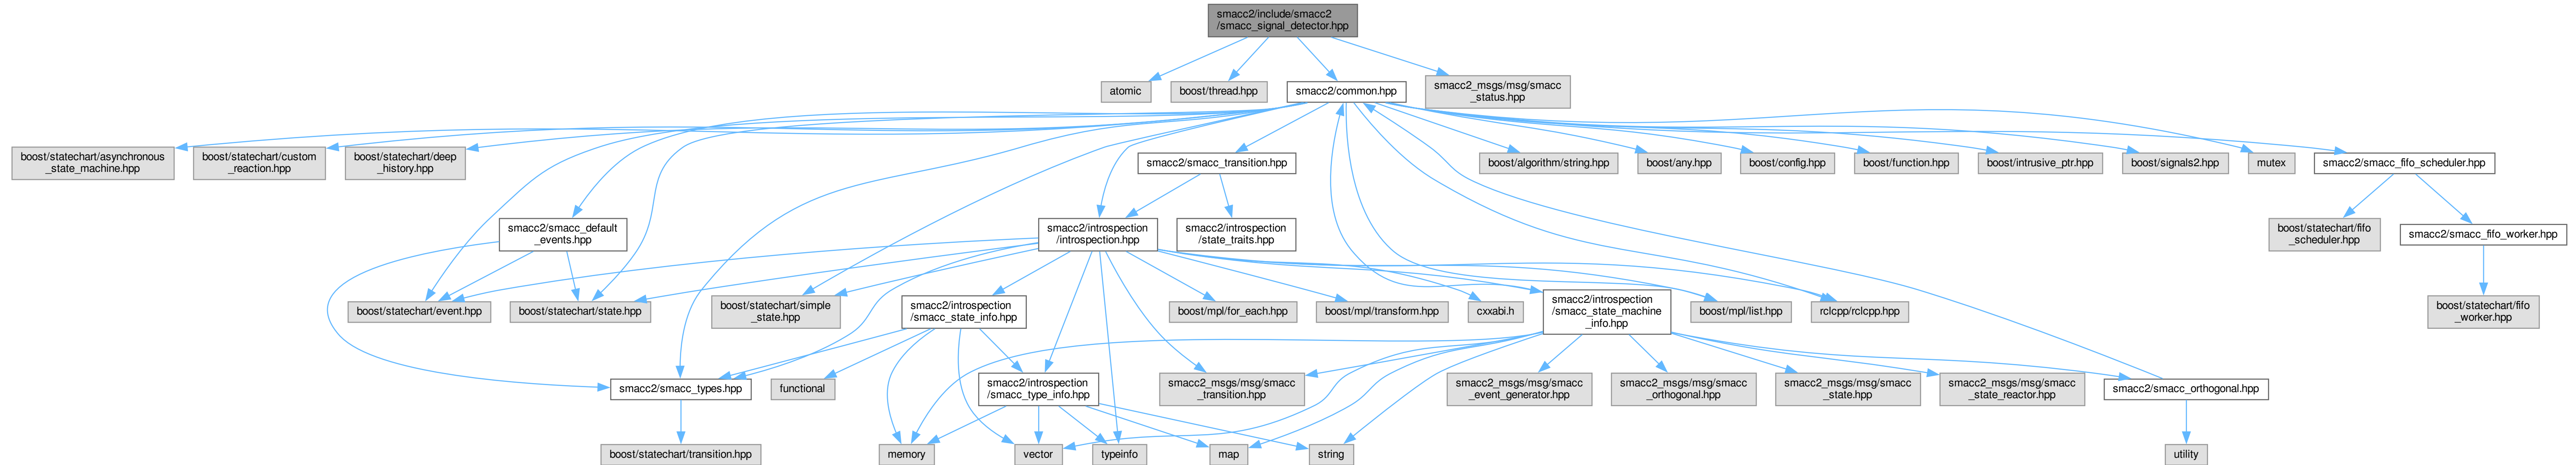 smacc2/include/smacc2
/smacc_signal_detector.hpp
atomic
boost/thread.hpp
smacc2/common.hpp
smacc2_msgs/msg/smacc
_status.hpp
boost/statechart/asynchronous
_state_machine.hpp
boost/statechart/custom
_reaction.hpp
boost/statechart/deep
_history.hpp
smacc2/smacc_transition.hpp
boost/algorithm/string.hpp
boost/any.hpp
boost/config.hpp
boost/function.hpp
boost/intrusive_ptr.hpp
boost/signals2.hpp
mutex
smacc2/smacc_fifo_scheduler.hpp
smacc2/smacc_default
_events.hpp
smacc2/introspection
/introspection.hpp
smacc2/introspection
/state_traits.hpp
boost/statechart/fifo
_scheduler.hpp
smacc2/smacc_fifo_worker.hpp
boost/statechart/event.hpp
boost/statechart/state.hpp
boost/statechart/simple
_state.hpp
smacc2/introspection
/smacc_state_info.hpp
boost/mpl/for_each.hpp
boost/mpl/transform.hpp
cxxabi.h
smacc2/introspection
/smacc_state_machine
_info.hpp
boost/mpl/list.hpp
rclcpp/rclcpp.hpp
boost/statechart/fifo
_worker.hpp
smacc2/smacc_types.hpp
functional
smacc2/introspection
/smacc_type_info.hpp
smacc2_msgs/msg/smacc
_transition.hpp
smacc2_msgs/msg/smacc
_event_generator.hpp
smacc2_msgs/msg/smacc
_orthogonal.hpp
smacc2_msgs/msg/smacc
_state.hpp
smacc2_msgs/msg/smacc
_state_reactor.hpp
smacc2/smacc_orthogonal.hpp
boost/statechart/transition.hpp
memory
vector
typeinfo
map
string
utility